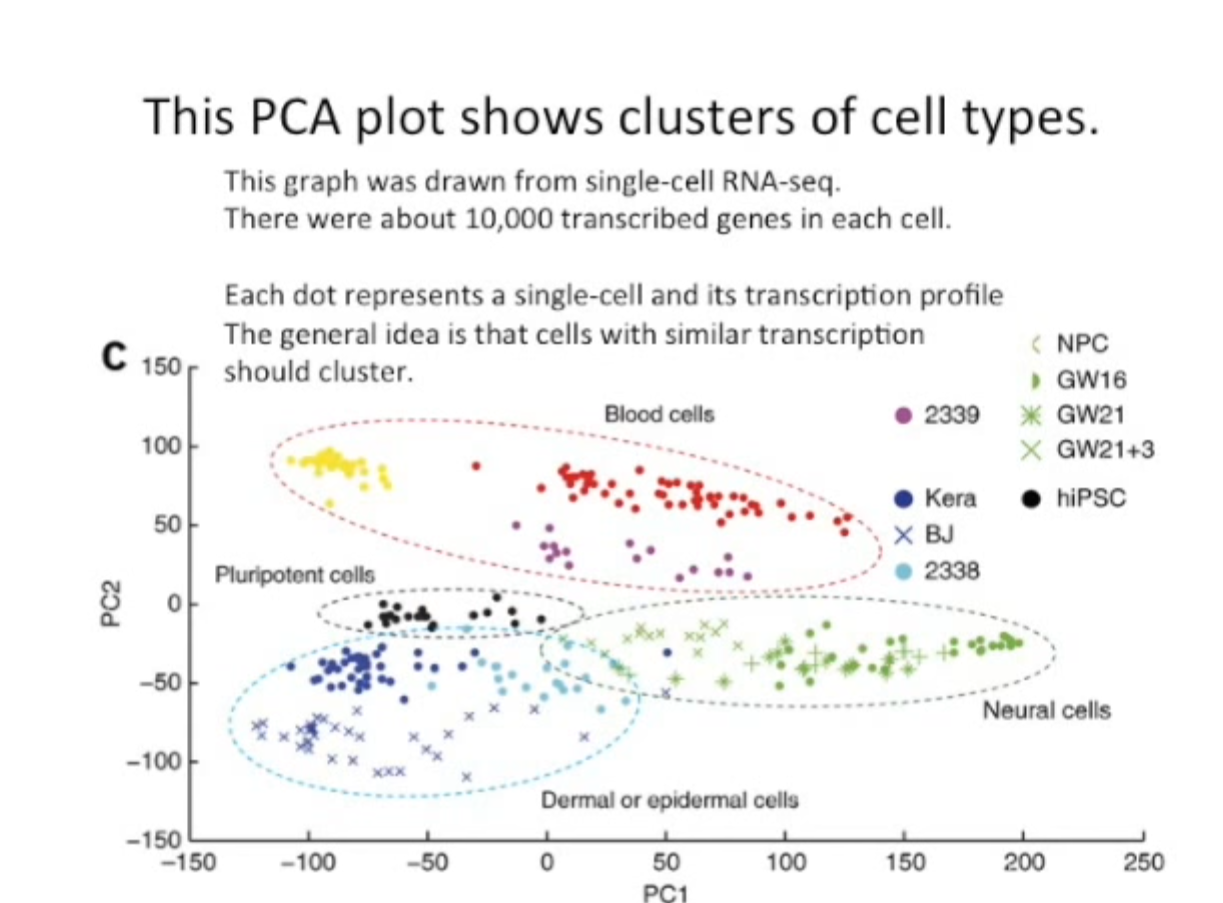 This PCA plot shows clusters of cell types.
This graph was drawn from single-cell RNA-seq.
There were about 10,000 transcribed genes in each cell.
Each dot represents a single-cell and its transcription profile
The general idea is that cells with similar transcription
should cluster.
C
150
100
50
0
−50
−100
−150
PC2
−150
−100
−50
0
50
100
150
200
250
PC1
Blood cells
Pluripotent cells
Neural cells
Dermal or epidermal cells
2339
Kera
BJ
2338
NPC
GW16
GW21
GW21+3
hiPSC